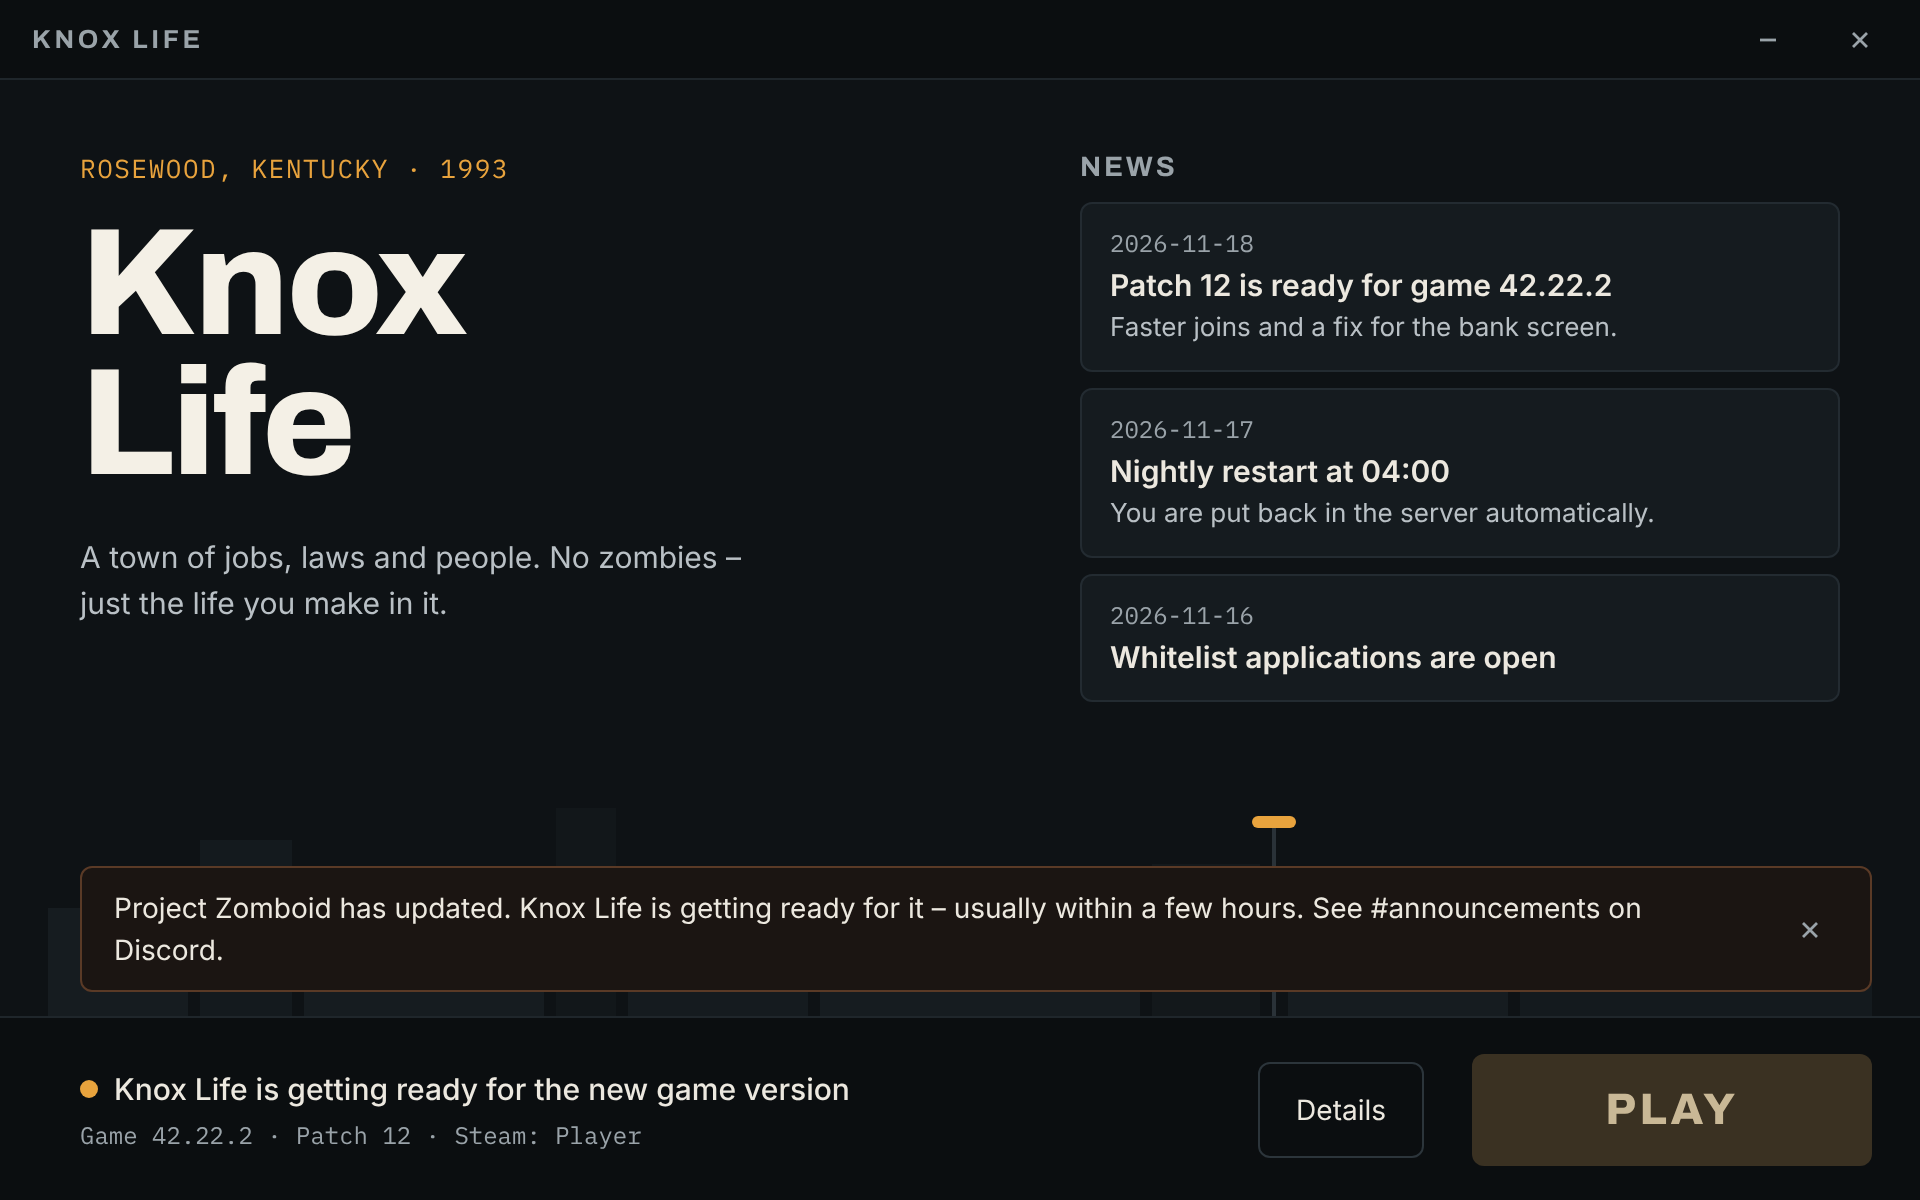 KNOX LIFE
ROSEWOOD, KENTUCKY · 1993
Knox
Life
A town of jobs, laws and people. No zombies –
just the life you make in it.
NEWS
2026-11-18
Patch 12 is ready for game 42.22.2
Faster joins and a fix for the bank screen.
2026-11-17
Nightly restart at 04:00
You are put back in the server automatically.
2026-11-16
Whitelist applications are open
Project Zomboid has updated. Knox Life is getting ready for it – usually within a few hours. See #announcements on
Discord.
Knox Life is getting ready for the new game version
Game 42.22.2 · Patch 12 · Steam: Player
Details
PLAY